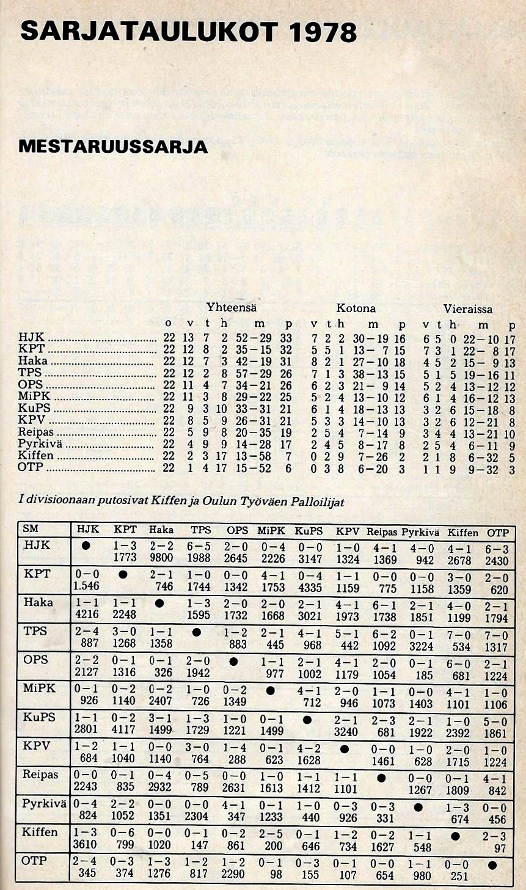 SARJATAULUKOT 1978
MESTARUUSSARJA
Yhteensä Kotona Vieraissa
o v t h m p v t h m p v t h m p
HJK 22 13 7 2 52–29 33 7 2 2 30–19 16 6 5 0 22–10 17
KPT 22 12 8 2 35–15 32 5 5 1 13–7 15 7 3 1 22–8 17
Haka 22 12 7 3 42–19 31 8 2 1 27–10 18 4 5 2 15–9 13
TPS 22 12 2 8 57–29 26 7 1 3 38–13 15 5 1 5 19–16 11
OPS 22 11 4 7 34–21 26 6 2 3 21–9 14 5 2 4 13–12 12
MiPK 22 11 3 8 29–22 25 5 2 4 13–10 12 6 1 4 16–12 13
KuPS 22 9 3 10 33–31 21 6 1 4 18–13 13 3 2 6 15–18 8
KPV 22 8 5 9 26–31 21 5 3 3 14–10 13 3 2 6 12–21 8
Reipas 22 5 9 8 20–35 19 2 5 4 7–14 9 3 4 4 13–21 10
Pyrkivä 22 4 9 9 14–28 17 2 4 5 8–17 8 2 5 4 6–11 9
Kiffen 22 2 3 17 13–58 7 0 2 9 7–26 2 2 1 8 6–32 5
OTP 22 1 4 17 15–52 6 0 3 8 6–20 3 1 1 9 9–32 3
I divisioonaan putosivat Kiffen ja Oulun Työväen Palloilijat
SM HJK KPT Haka TPS OPS MiPK KuPS KPV Reipas Pyrkivä Kiffen OTP
HJK ● 1–3 2–2 6–5 2–0 0–4 0–0 1–0 4–1 4–0 4–1 6–3
1773 9800 1988 2645 2226 3147 1324 1369 942 2678 2430
KPT 0–0 ● 2–1 1–0 0–0 4–1 0–4 1–1 0–0 0–0 3–0 2–0
1.546 746 1744 1342 1753 4335 1159 775 1158 1359 620
Haka 1–1 1–1 ● 1–3 2–0 2–0 2–1 4–1 6–1 2–1 4–0 2–1
4216 2248 1595 1732 1668 3021 1973 1738 1851 1199 1794
TPS 2–4 3–0 1–1 ● 1–2 2–1 4–1 5–1 6–2 0–1 7–0 7–0
887 1268 1358 883 445 968 442 1092 3224 534 1317
OPS 2–2 0–1 0–1 2–0 ● 1–1 2–1 4–1 2–0 0–1 6–0 2–1
2127 1316 326 1942 977 1002 1179 1054 185 681 1224
MiPK 0–1 0–2 0–2 1–0 0–2 ● 4–1 2–0 0–0 1–0 4–1 1–1
926 1140 2407 726 1349 712 946 1073 1403 1101 1106
KuPS 1–1 0–2 3–1 1–3 1–0 0–1 ● 2–1 2–3 2–1 1–0 5–0
2801 4117 1499 1729 1221 1499 3240 681 1922 2392 1861
KPV 1–2 1–1 0–0 3–0 1–4 0–1 4–2 ● 0–0 1–0 2–0 1–0
684 1040 1140 764 288 623 1628 1461 628 1715 1224
Reipas 0–0 0–1 0–4 0–5 0–0 1–0 1–1 1–1 ● 0–0 0–1 4–1
2243 835 2932 789 2631 1613 1412 1101 1267 1809 842
Pyrkivä 0–4 2–2 0–0 0–0 4–1 0–1 1–0 0–3 0–3 ● 1–3 0–0
824 1052 1351 2304 347 1233 440 926 331 674 456
Kiffen 1–3 0–6 0–0 0–1 0–2 2–5 0–1 0–2 0–2 1–1 ● 2–3
3610 799 1020 147 861 200 646 734 1627 548 97
OTP 2–4 0–3 1–3 1–2 1–2 0–1 0–3 0–1 0–0 1–1 0–0 ●
345 374 1276 817 2290 98 155 107 654 980 251